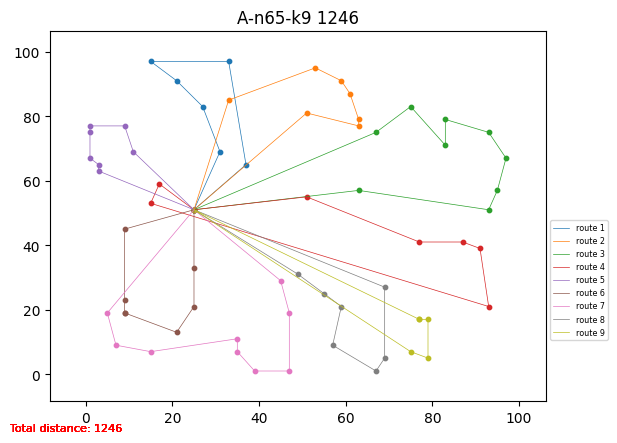 A-n65-k9 1246
100
80
60
40
20
0
0 20 40 60 80 100
route 1
route 2
route 3
route 4
route 5
route 6
route 7
route 8
route 9
Total distance: 1246